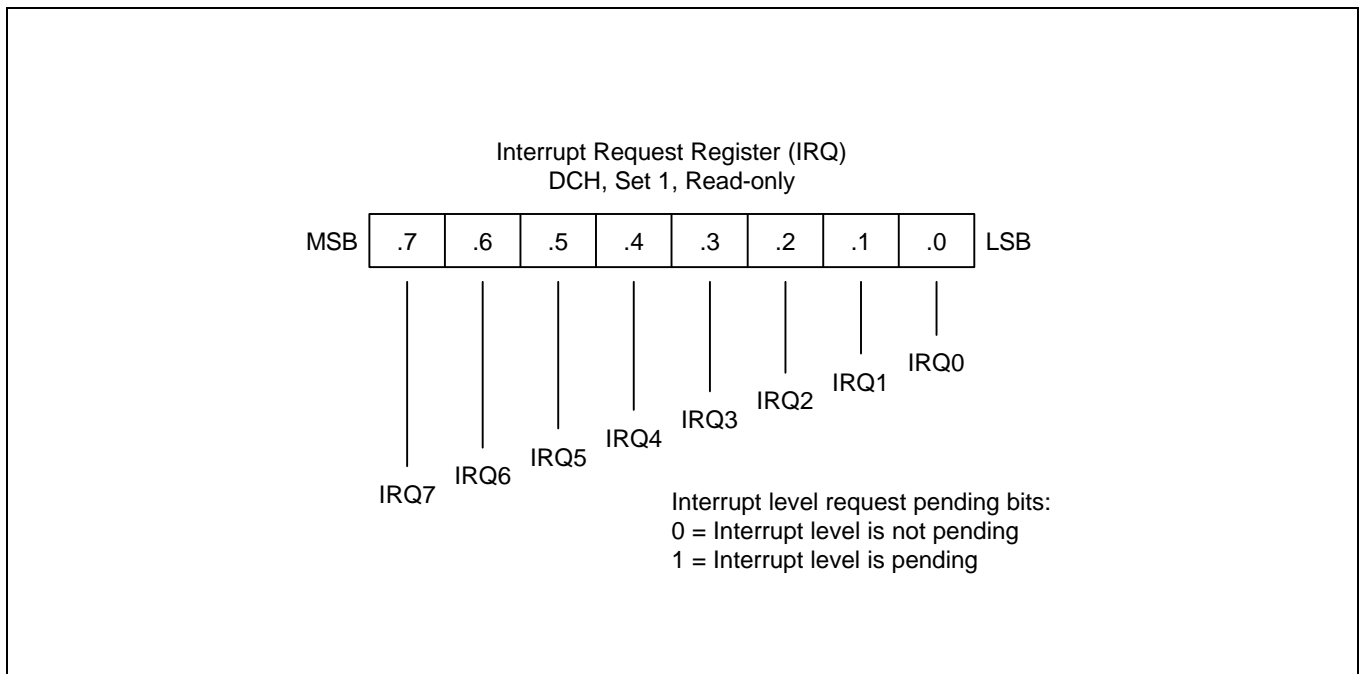 Interrupt Request Register (IRQ)
DCH, Set 1, Read-only
MSB .7 .6 .5 .4 .3 .2 .1 .0 LSB
IRQ0
IRQ1
IRQ2
IRQ3
IRQ4
IRQ5
IRQ6
IRQ7
Interrupt level request pending bits:
0 = Interrupt level is not pending
1 = Interrupt level is pending